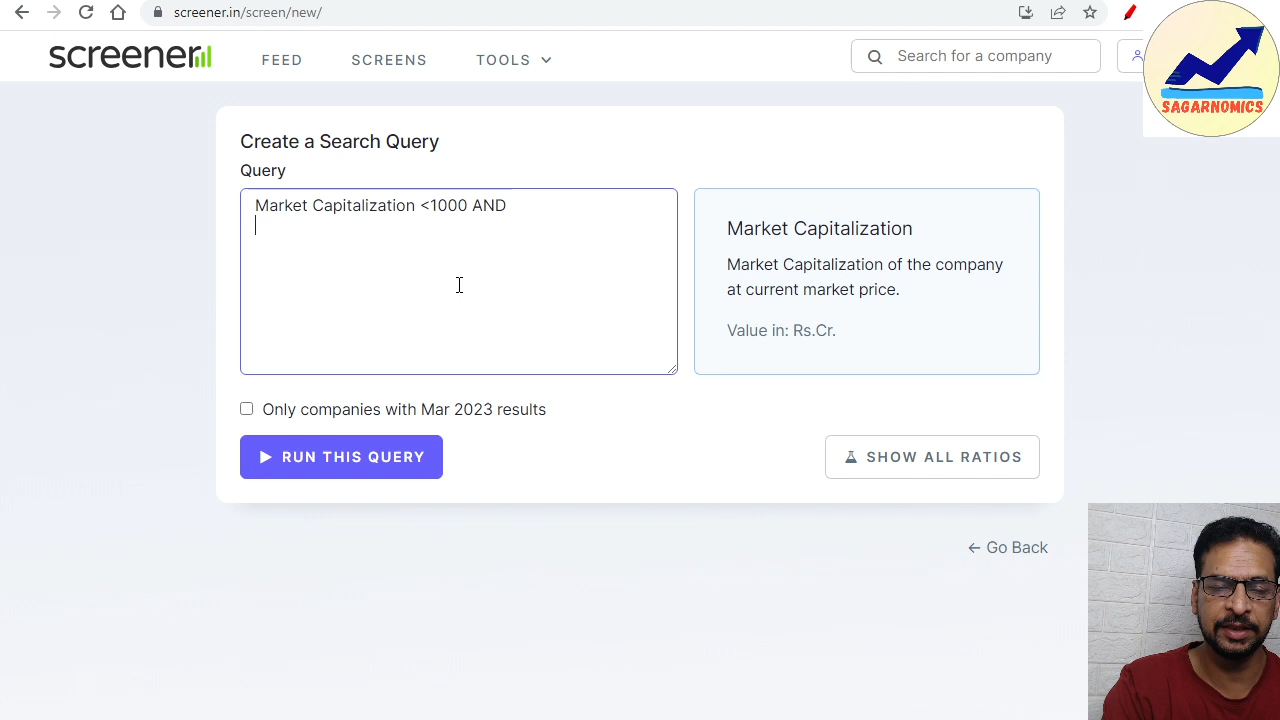 screener.in/screen/new/
screener
FEED
SCREENS
TOOLS
Search for a company
SAGARNOMICS
Create a Search Query
Query
Market Capitalization <1000 AND
Market Capitalization
Market Capitalization of the company
at current market price.
Value in: Rs.Cr.
Only companies with Mar 2023 results
RUN THIS QUERY
SHOW ALL RATIOS
← Go Back